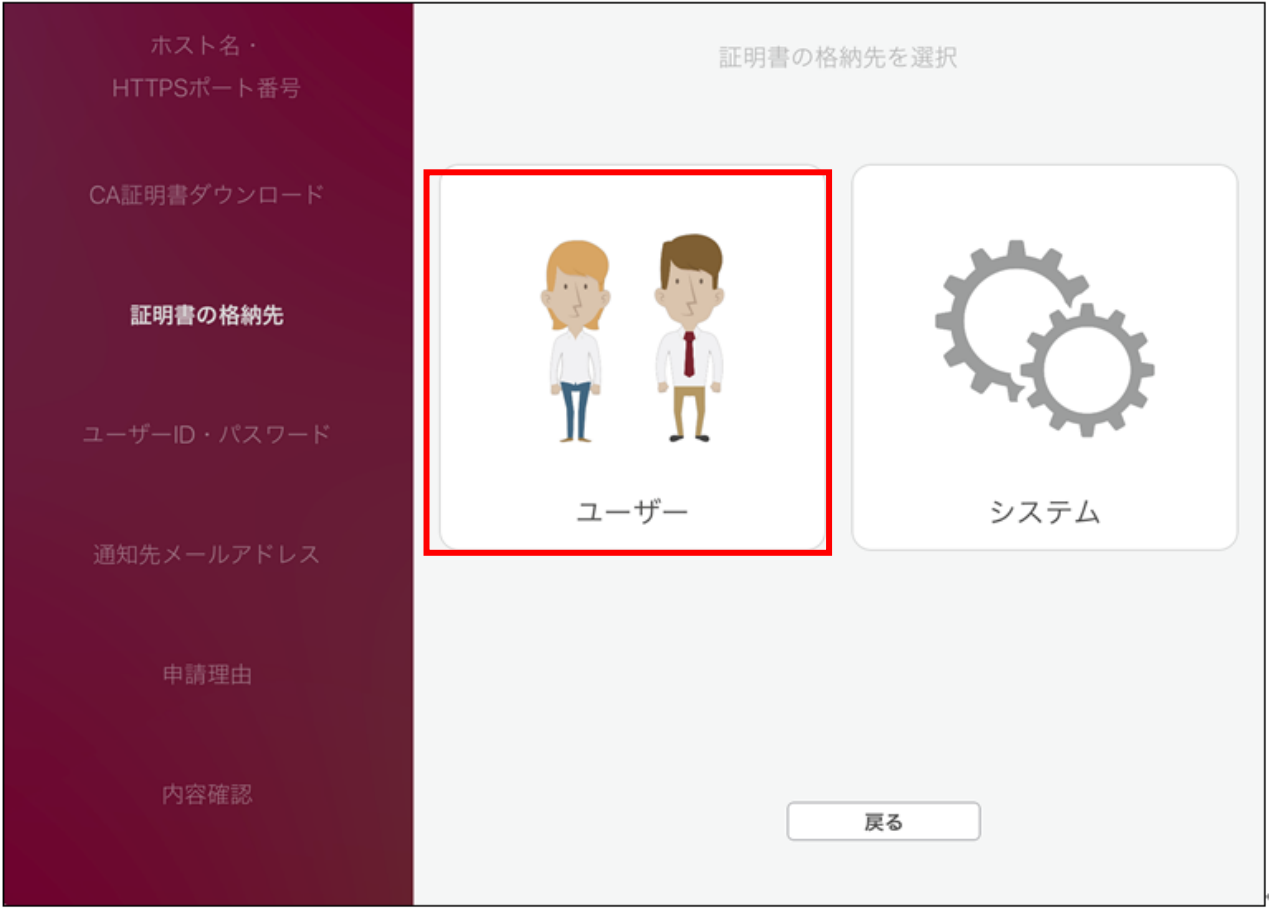 ホスト名・
HTTPSポート番号
CA証明書ダウンロード
証明書の格納先
ユーザーID・パスワード
通知先メールアドレス
申請理由
内容確認
証明書の格納先を選択
ユーザー
システム
戻る